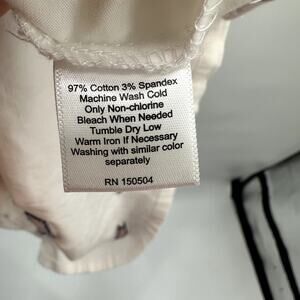 97% Cotton 3% Spandex
Machine Wash Cold
Only Non-chlorine
Bleach When Needed
Tumble Dry Low
Warm Iron If Necessary
Washing with similar color
separately
RN 150504